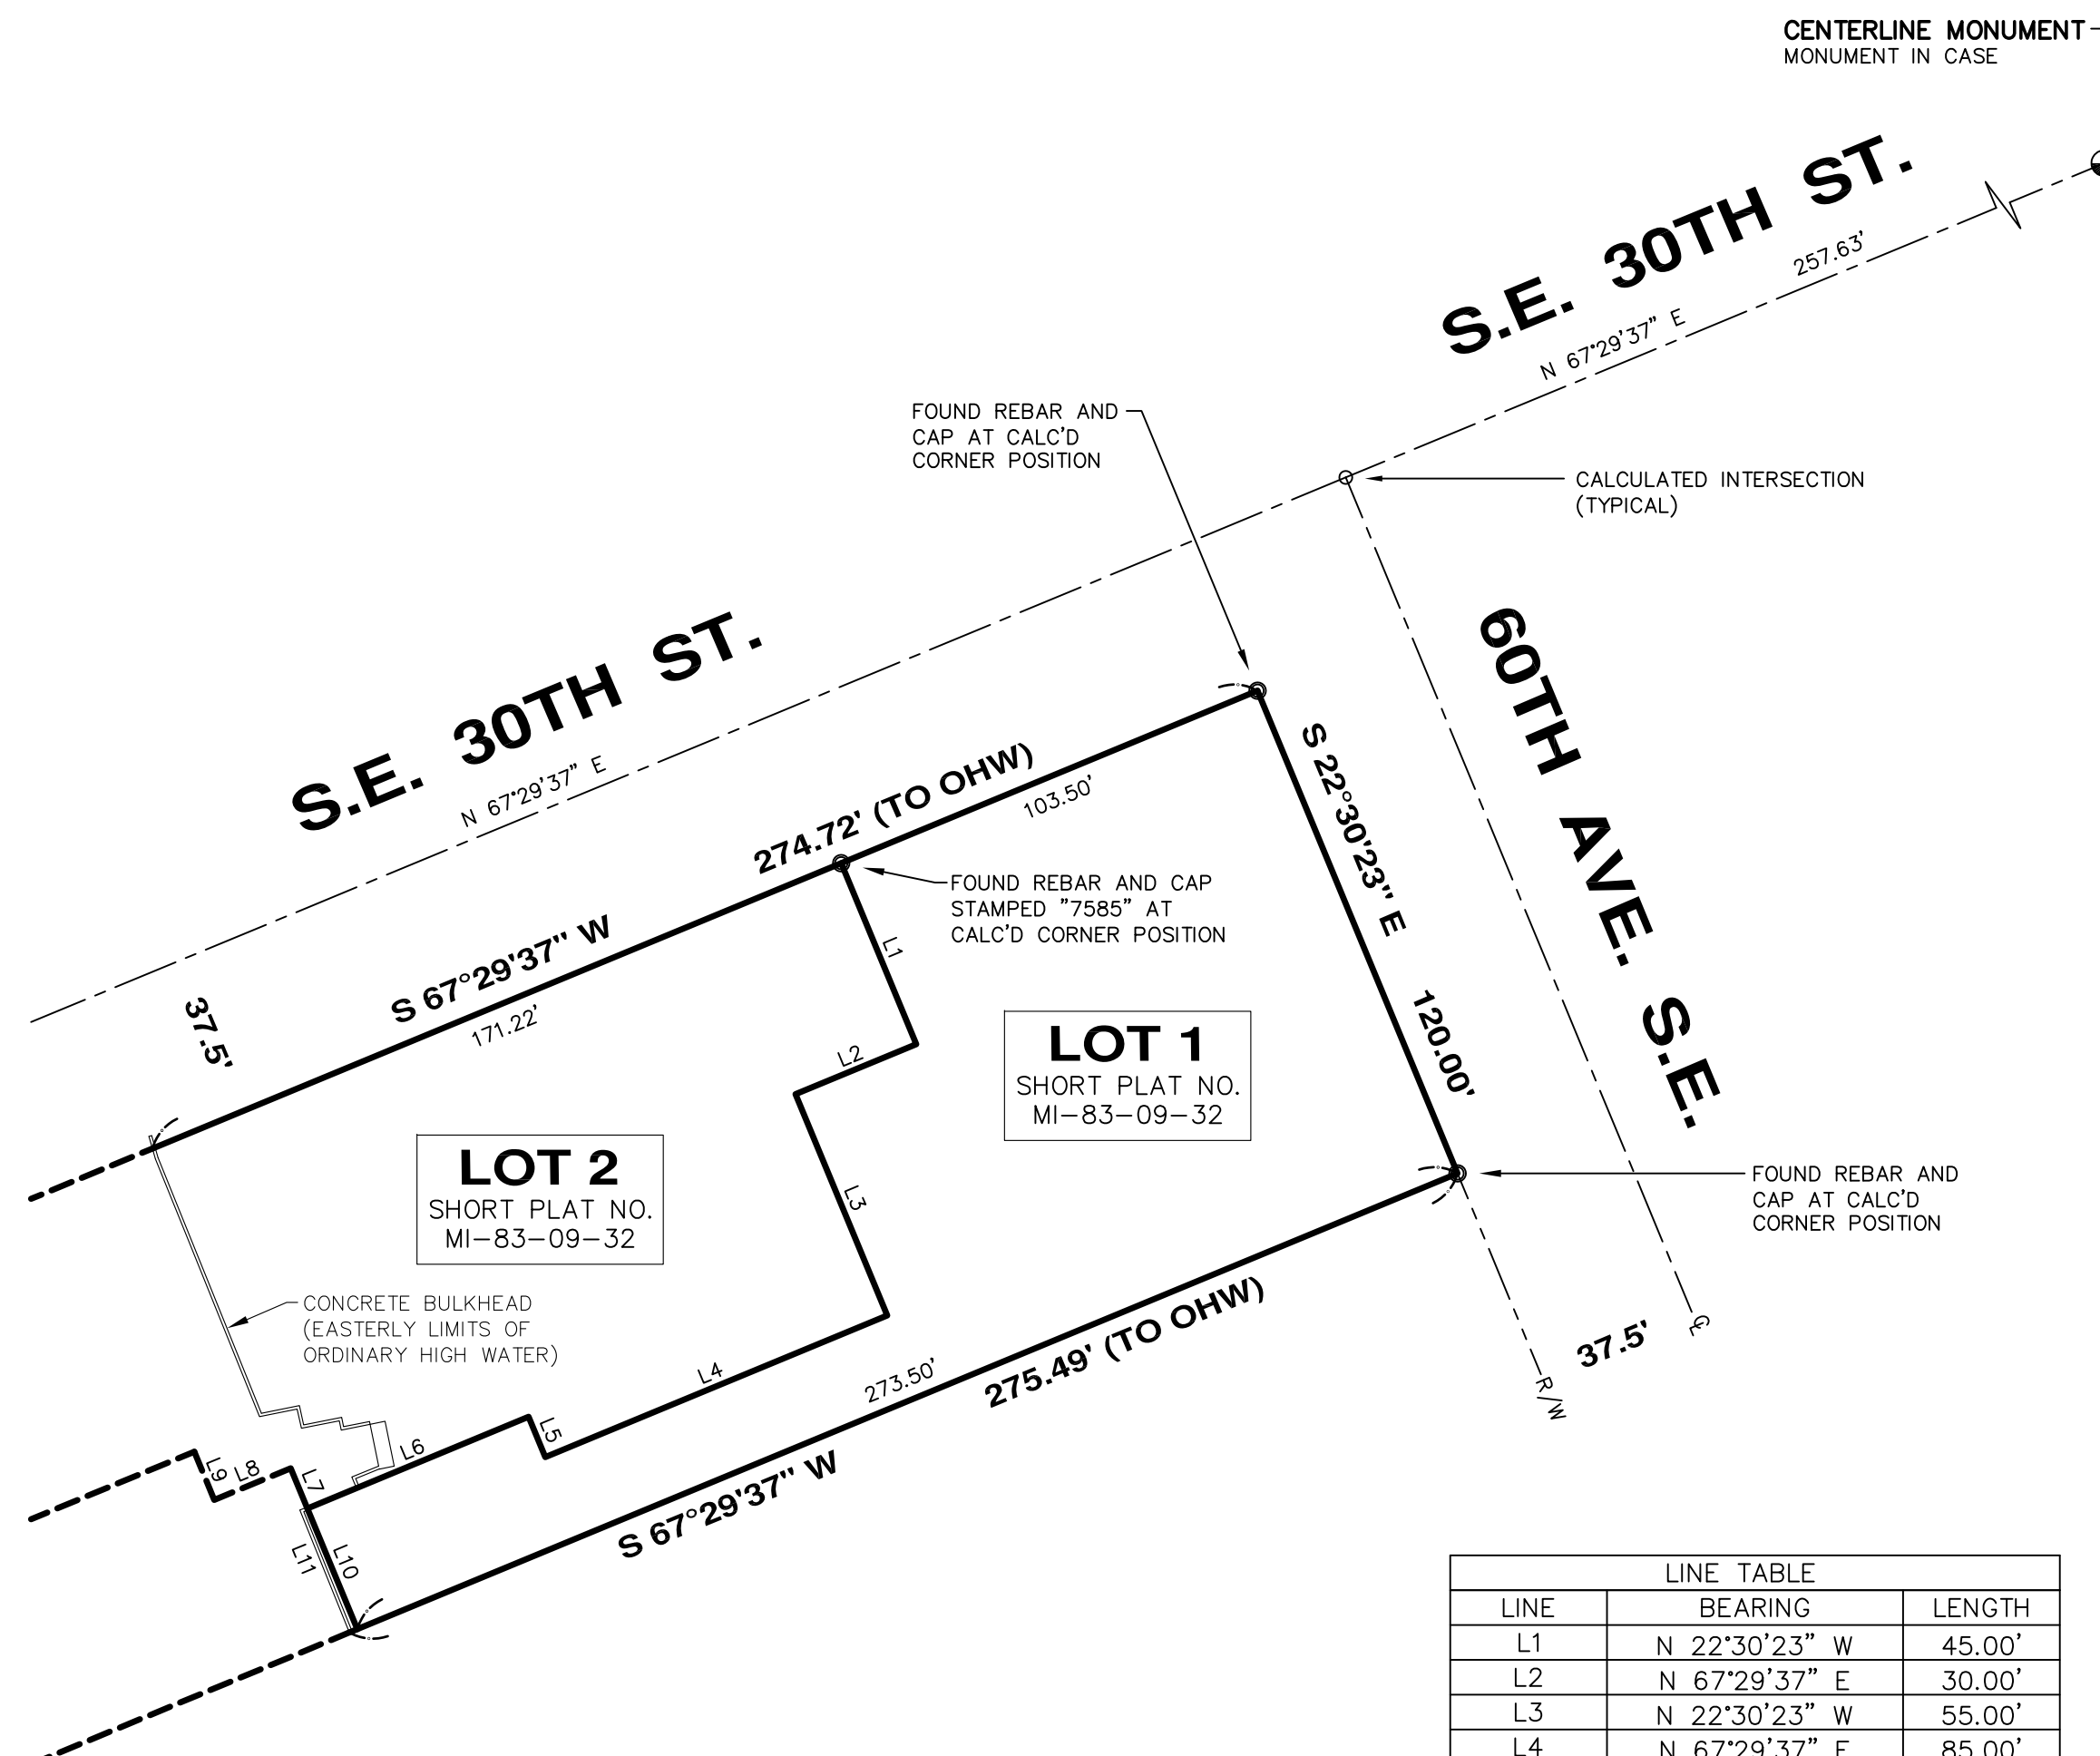 CENTERLINE MONUMENT
MONUMENT IN CASE
S.E. 30TH ST.
257.63'
N 67°29'37" E
FOUND REBAR AND
CAP AT CALC'D
CORNER POSITION
CALCULATED INTERSECTION
(TYPICAL)
S.E. 30TH ST.
N 67°29'37" E
60TH AVE. S.E.
274.72' (TO OHW)
103.50'
S 22°30'23" E 120.00'
FOUND REBAR AND CAP
STAMPED "7585" AT
CALC'D CORNER POSITION
S 67°29'37" W
171.22'
37.5'
L1
L2
LOT 1
SHORT PLAT NO.
MI-83-09-32
LOT 2
SHORT PLAT NO.
MI-83-09-32
L3
FOUND REBAR AND
CAP AT CALC'D
CORNER POSITION
CONCRETE BULKHEAD
(EASTERLY LIMITS OF
ORDINARY HIGH WATER)
L4
273.50'
275.49' (TO OHW)
37.5'
CL
R/W
L5
L6
L9
L8
L7
S 67°29'37" W
L11
L10
LINE TABLE
LINE BEARING LENGTH
L1 N 22°30'23" W 45.00'
L2 N 67°29'37" E 30.00'
L3 N 22°30'23" W 55.00'
L4 N 67°29'37" E 85.00'